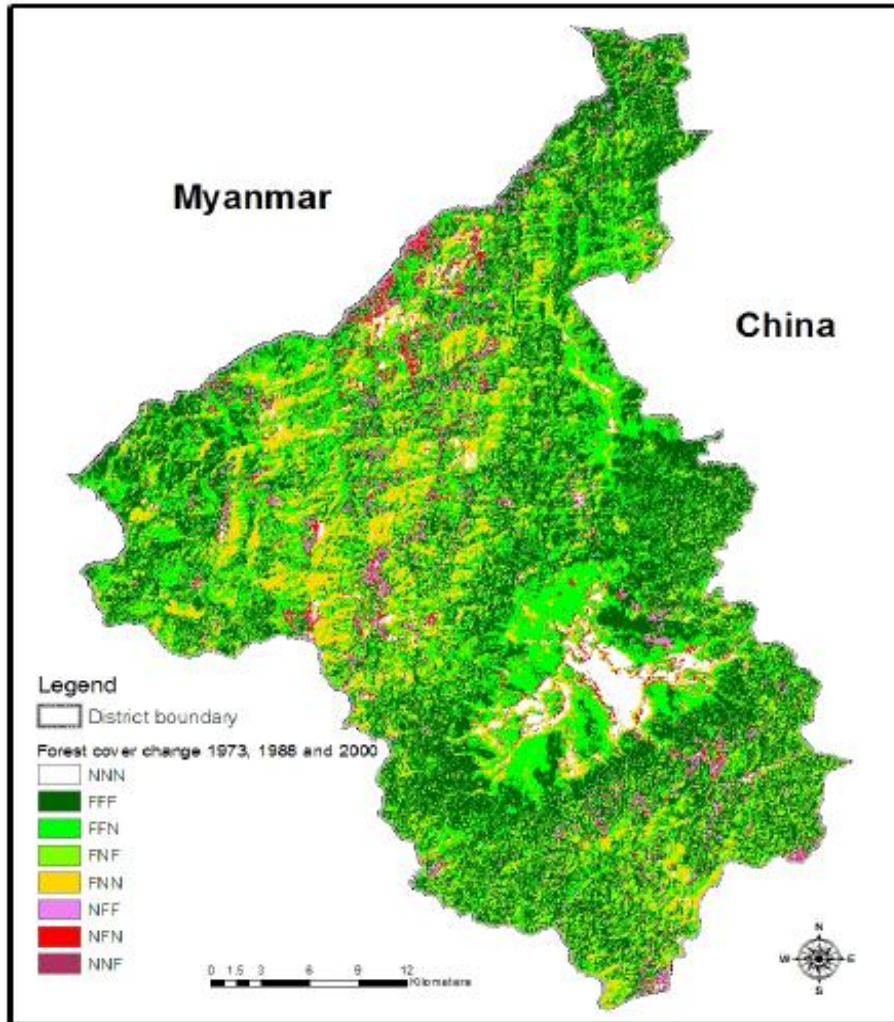 Myanmar
China
Legend
District boundary
Forest cover change 1973, 1988 and 2000
NNN
FFF
FFN
FNF
FNN
NFF
NFN
NNF
0 1.5 3 6 9 12
Kilometers
N
W E
S